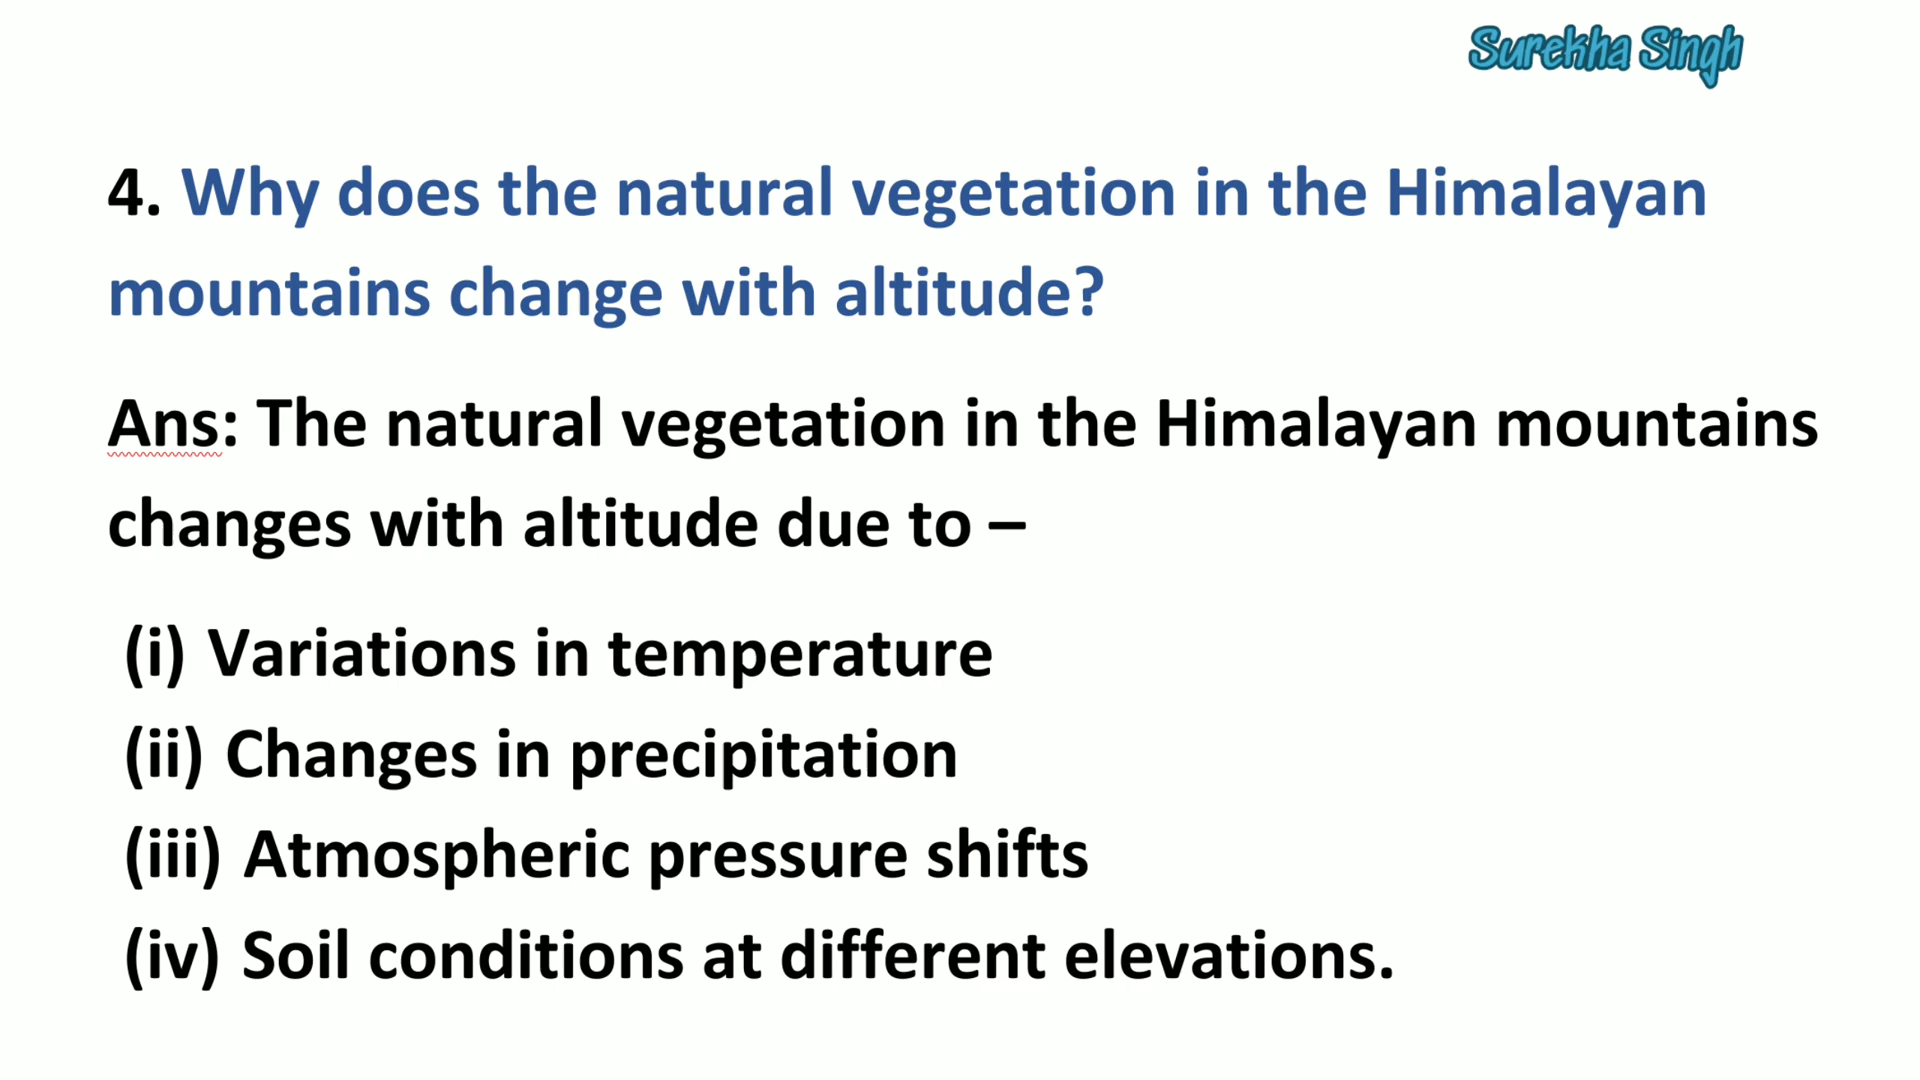 Surekha Singh
4. Why does the natural vegetation in the Himalayan
mountains change with altitude?
Ans: The natural vegetation in the Himalayan mountains
changes with altitude due to –
(i) Variations in temperature
(ii) Changes in precipitation
(iii) Atmospheric pressure shifts
(iv) Soil conditions at different elevations.